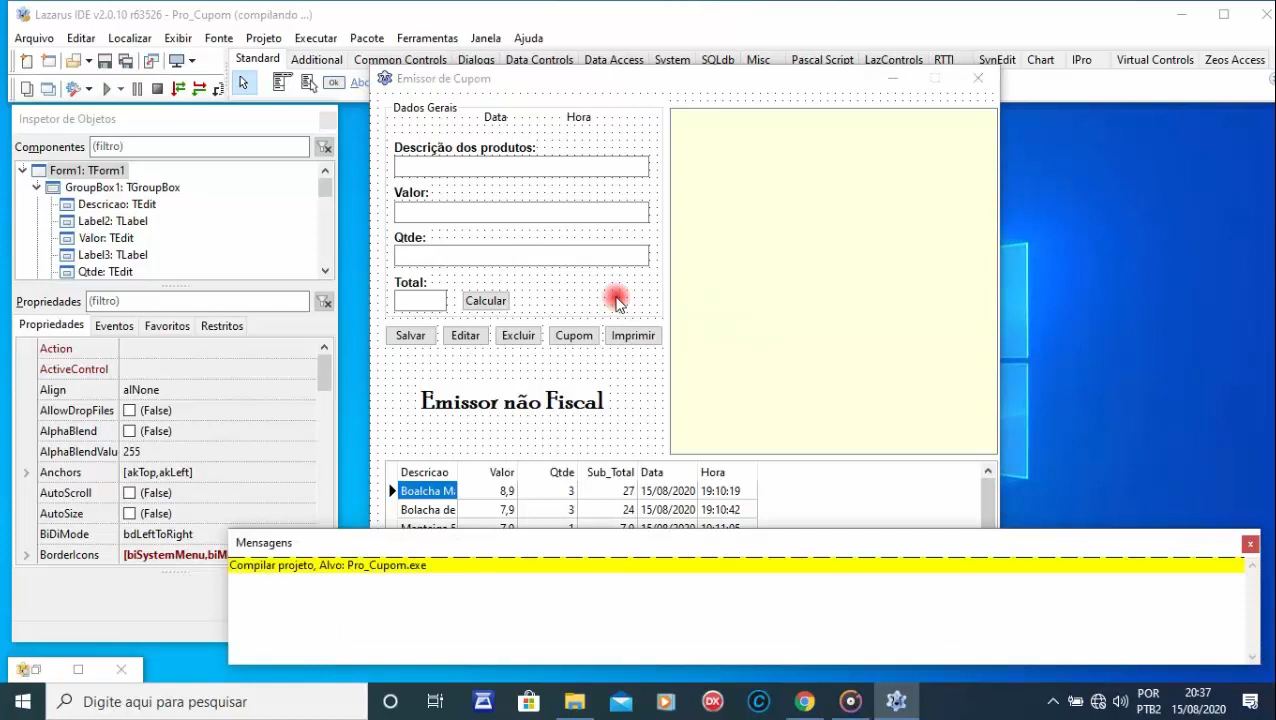 Lazarus IDE v2.0.10 r63526 - Pro_Cupom (compilando ...)
Arquivo Editar Localizar Exibir Fonte Projeto Executar Pacote Ferramentas Janela Ajuda
Standard Additional Common Controls Dialogs Data Controls Data Access System SQLdb Misc Pascal Script LazControls RTTI SynEdit Chart IPro Virtual Controls Zeos Access
Ok Abc
Emissor de Cupom
Dados Gerais
Data Hora
Descrição dos produtos:
Valor:
Qtde:
Total:
Calcular
Salvar Editar Excluir Cupom Imprimir
Emissor não Fiscal
Descricao Valor Qtde Sub_Total Data Hora
Boalcha M. 8,9 3 27 15/08/2020 19:10:19
Bolacha de 7,9 3 24 15/08/2020 19:10:42
Inspetor de Objetos
Componentes (filtro)
Form1: TForm1
GroupBox1: TGroupBox
Descricao: TEdit
Label2: TLabel
Valor: TEdit
Label3: TLabel
Qtde: TEdit
Propriedades (filtro)
Propriedades Eventos Favoritos Restritos
Action
ActiveControl
Align alNone
AllowDropFiles (False)
AlphaBlend (False)
AlphaBlendValu 255
Anchors [akTop,akLeft]
AutoScroll (False)
AutoSize (False)
BiDiMode bdLeftToRight
BorderIcons [biSystemMenu,biM
Mensagens
Compilar projeto, Alvo: Pro_Cupom.exe
Digite aqui para pesquisar
DX
POR
PTB2
20:37
15/08/2020